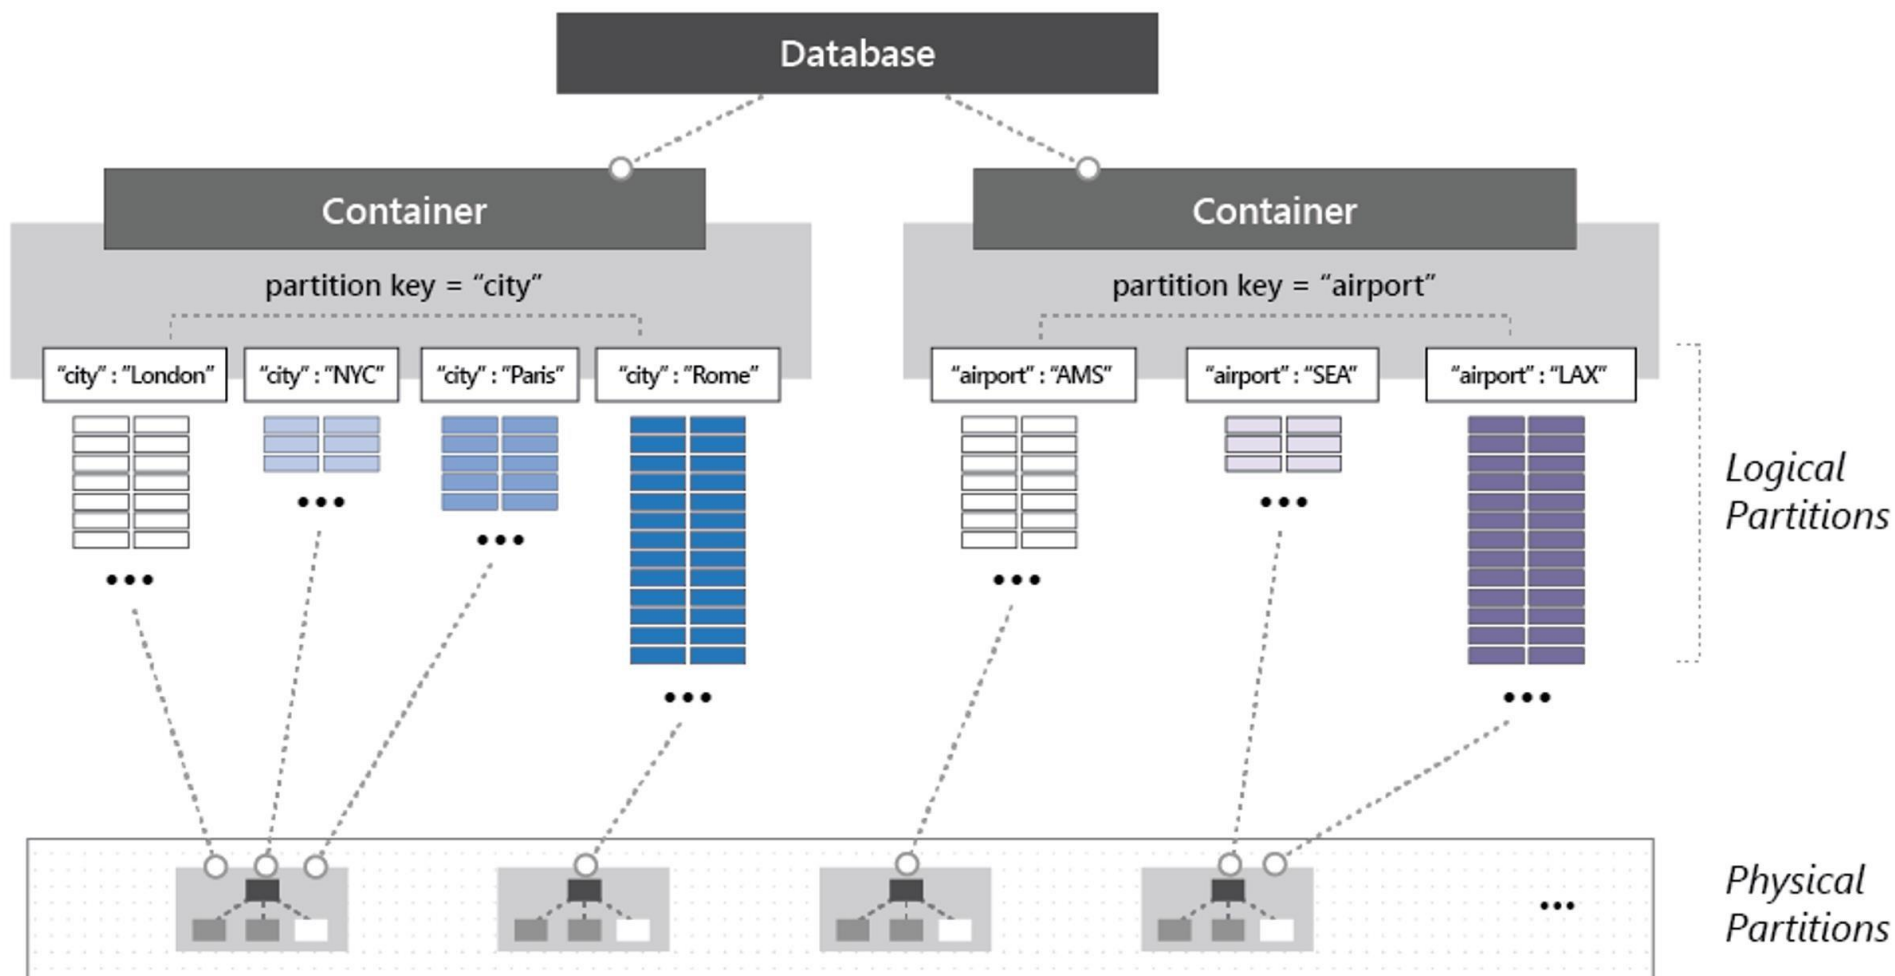 Database
Container
Container
partition key = “city”
partition key = “airport”
“city” : “London”
“city” : “NYC”
“city” : “Paris”
“city” : “Rome”
“airport” : “AMS”
“airport” : “SEA”
“airport” : “LAX”
Logical
Partitions
Physical
Partitions